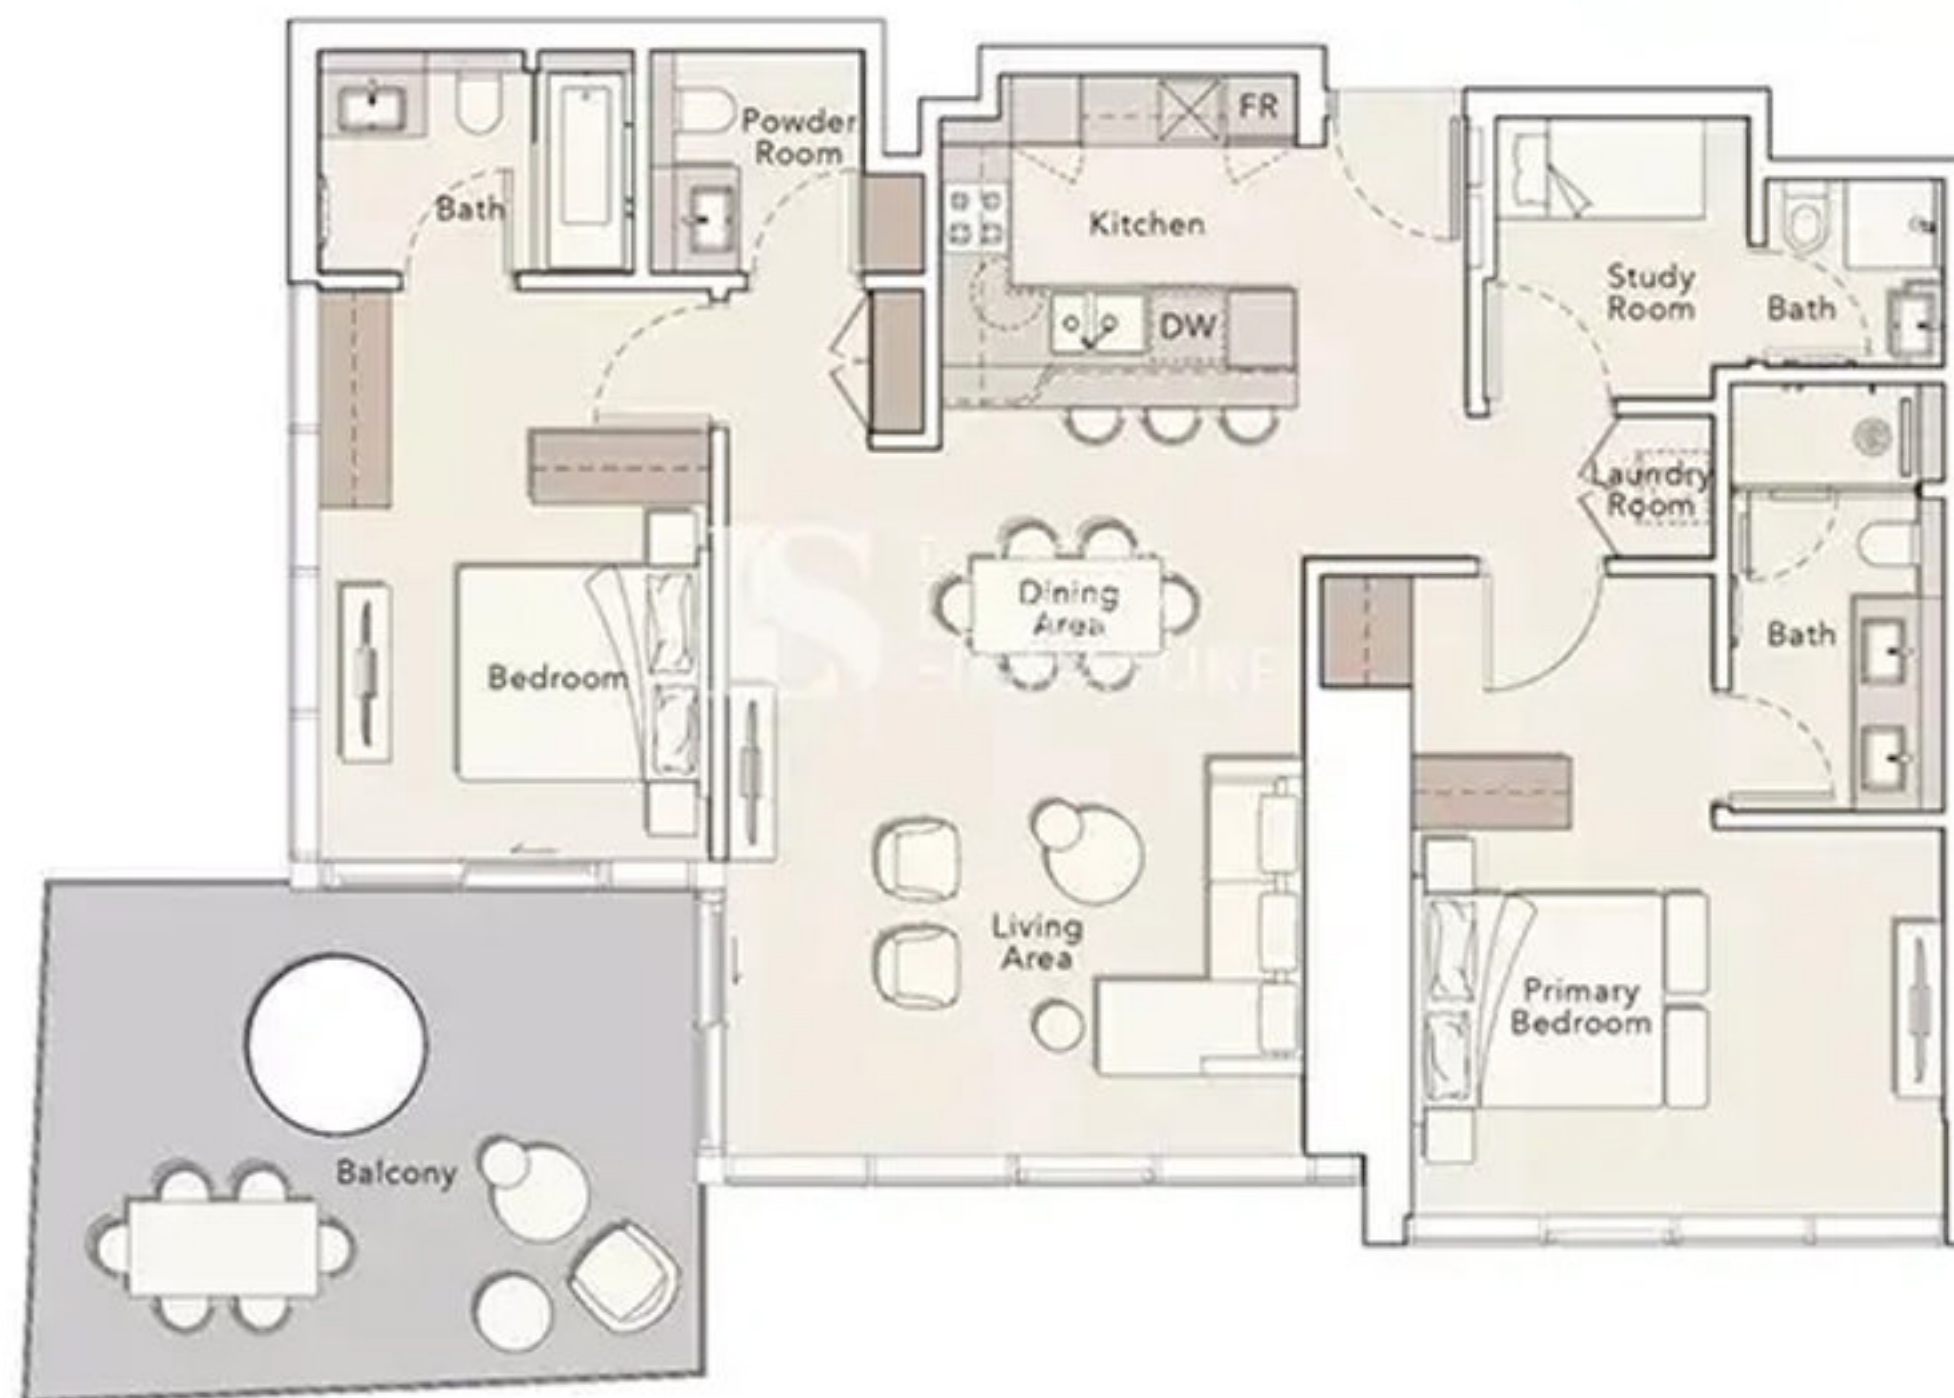 Powder
Room
FR
Bath
Kitchen
Study
Room
Bath
DW
Laundry
Room
Dining
Area
Bath
Bedroom
Living
Area
Primary
Bedroom
Balcony